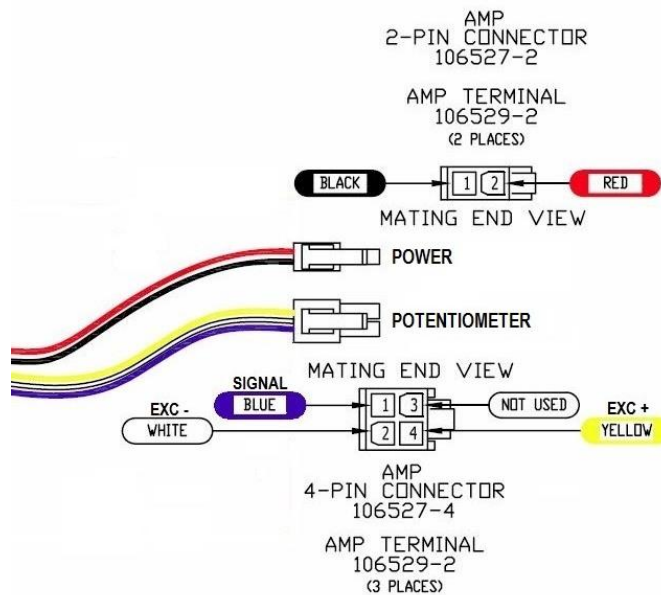 AMP
2-PIN CONNECTOR
106527-2
AMP TERMINAL
106529-2
(2 PLACES)
BLACK 1 2 RED
MATING END VIEW
POWER
POTENTIOMETER
MATING END VIEW
SIGNAL
BLUE 1 3 NOT USED
EXC - EXC +
WHITE 2 4 YELLOW
AMP
4-PIN CONNECTOR
106527-4
AMP TERMINAL
106529-2
(3 PLACES)